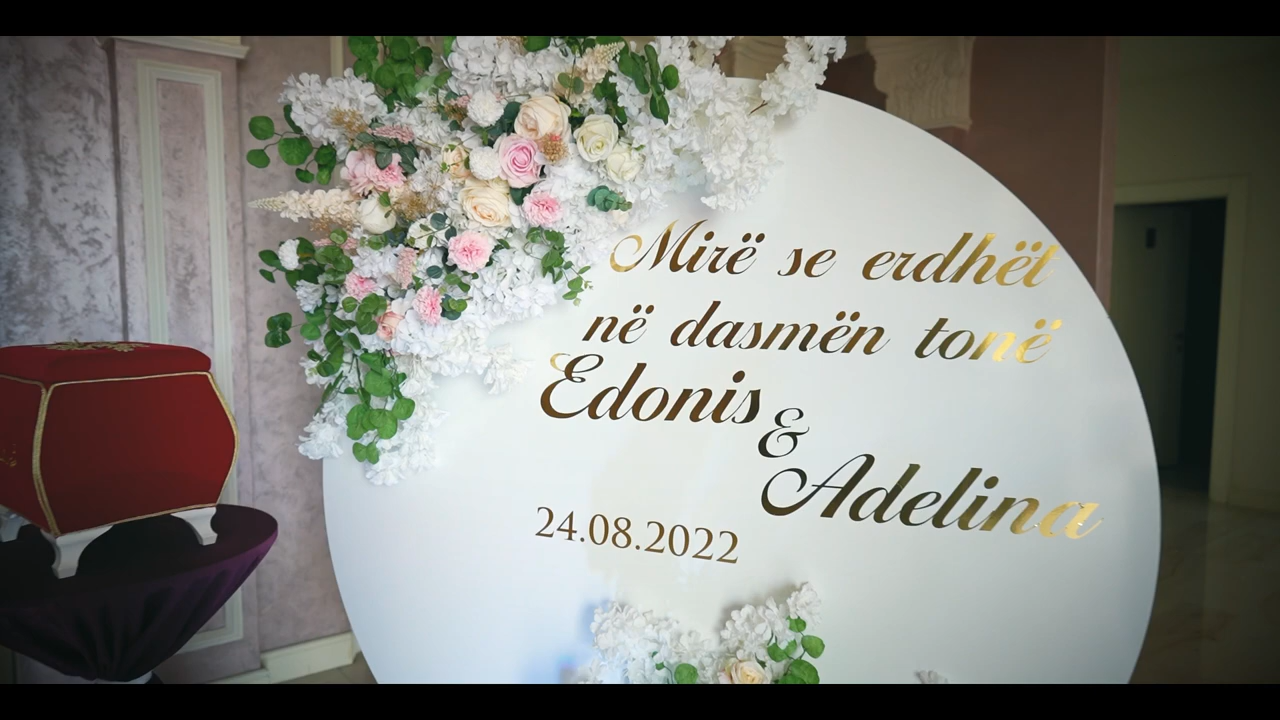 Mirë se erdhët
në dasmën tonë
Edonis
&
Adelina
24.08.2022